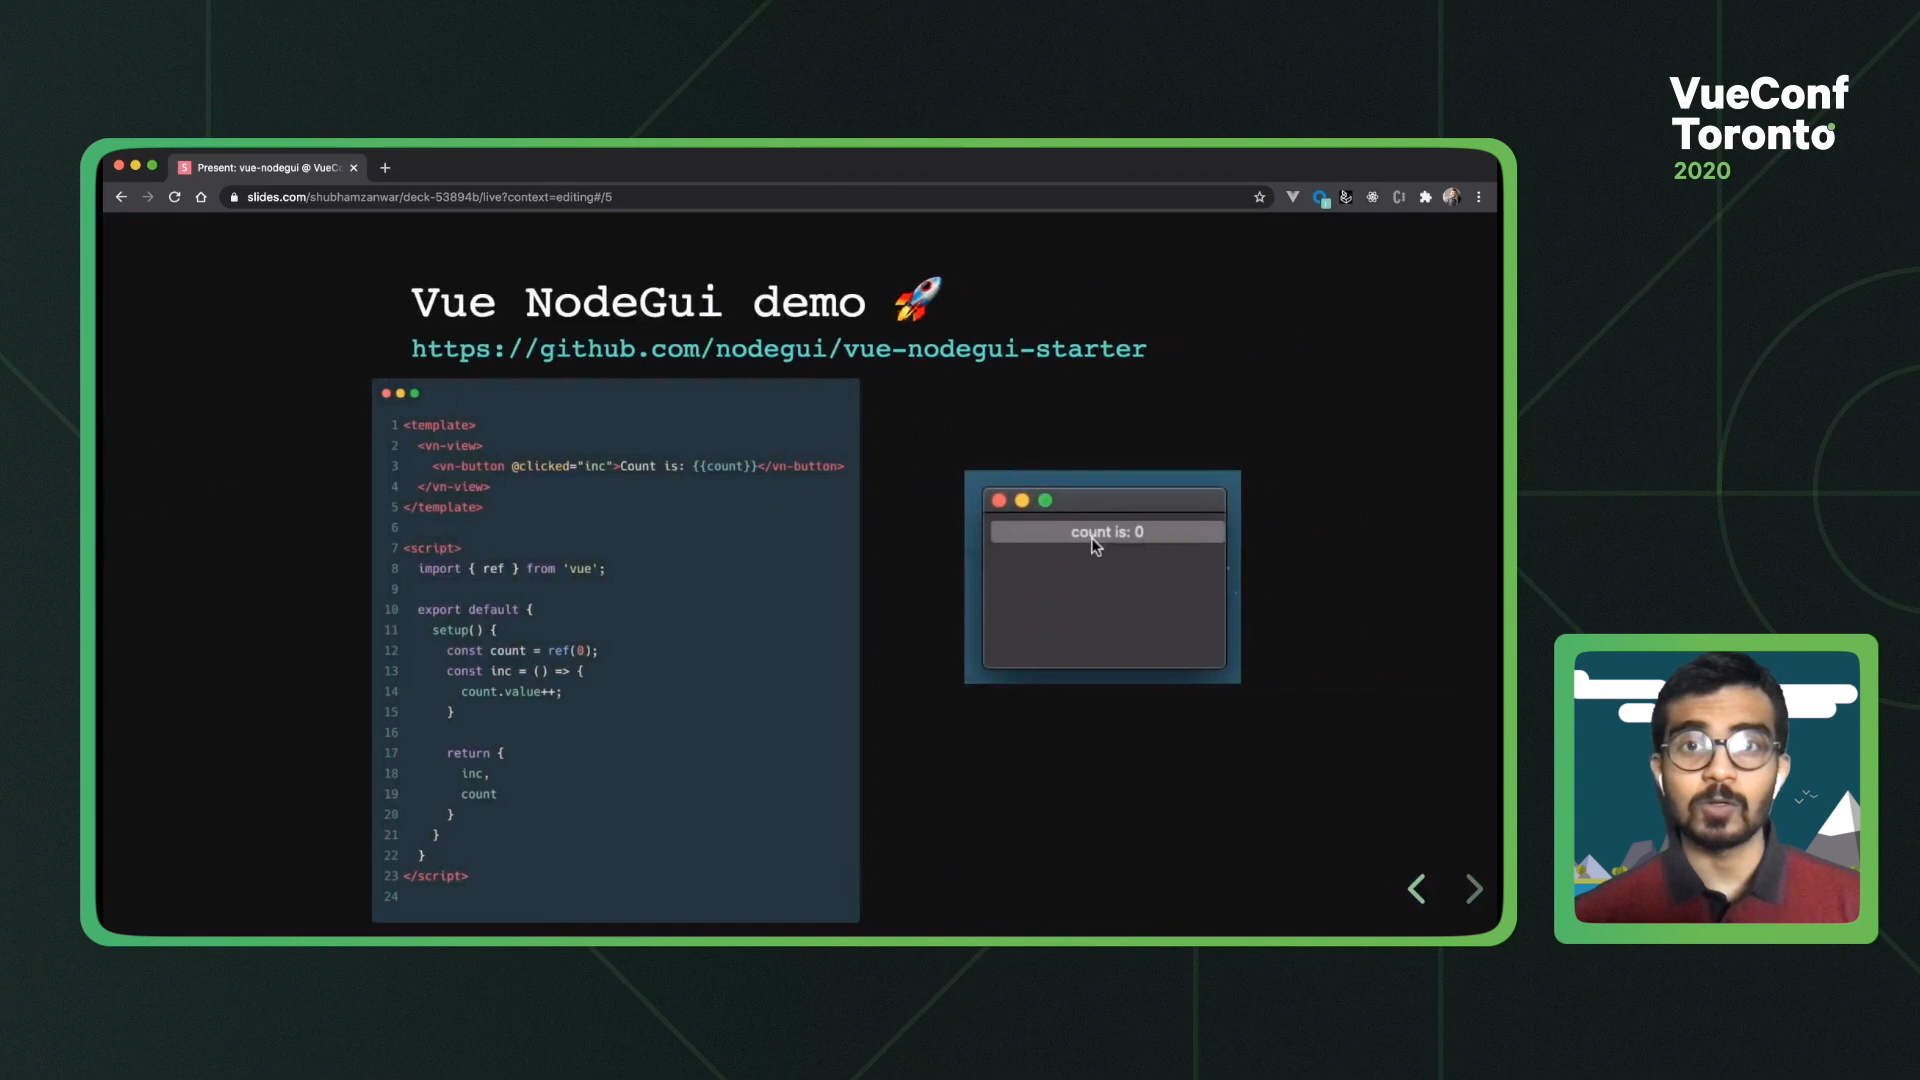 VueConf
Toronto
2020
Present: vue-nodegui @ VueC
slides.com/shubhamzanwar/deck-53894b/live?context=editing#/5
Vue NodeGui demo 🚀
https://github.com/nodegui/vue-nodegui-starter
1 <template>
2 <vn-view>
3 <vn-button @clicked="inc">Count is: {{count}}</vn-button>
4 </vn-view>
5 </template>
6
7 <script>
8 import { ref } from 'vue';
9
10 export default {
11 setup() {
12 const count = ref(0);
13 const inc = () => {
14 count.value++;
15 }
16
17 return {
18 inc,
19 count
20 }
21 }
22 }
23 </script>
24
count is: 0